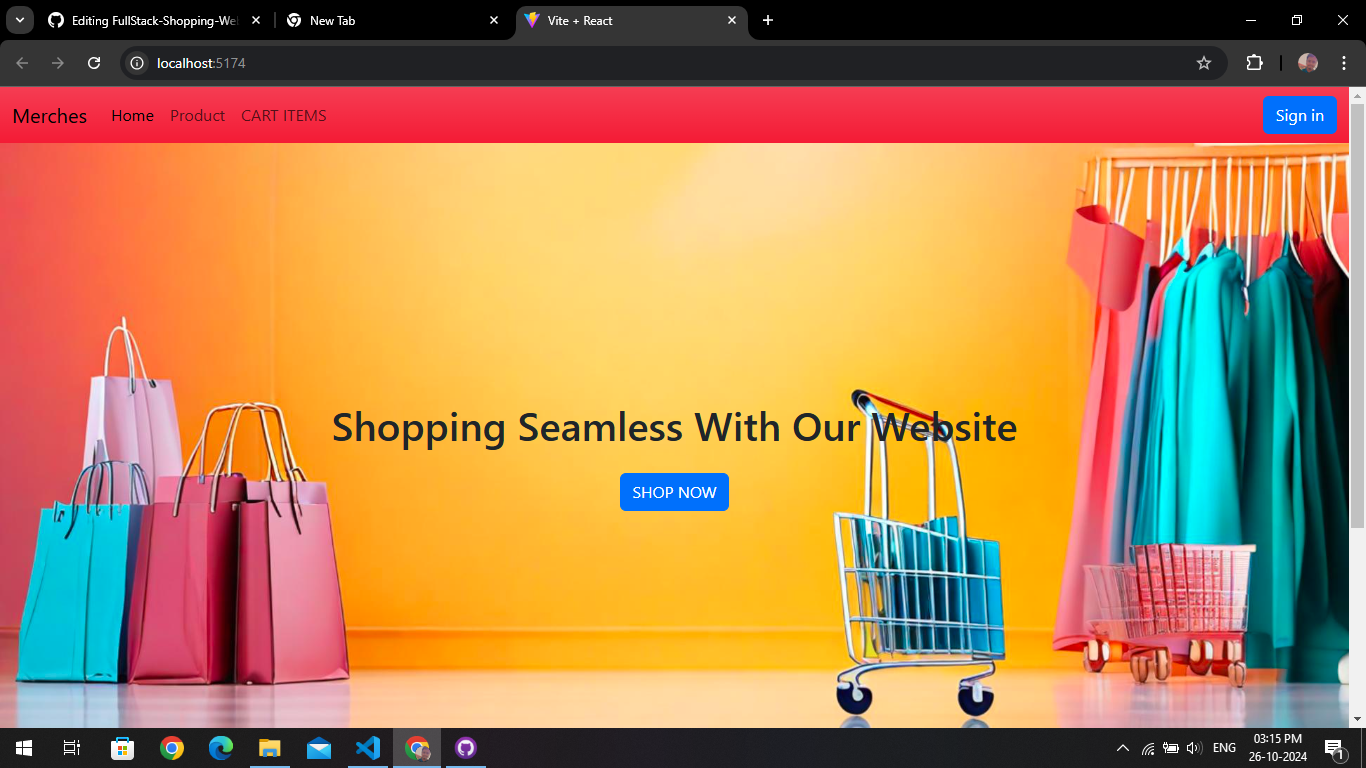 Editing FullStack-Shopping-Wel
New Tab
Vite + React
localhost:5174
Merches
Home
Product
CART ITEMS
Sign in
Shopping Seamless With Our Website
SHOP NOW
ENG
03:15 PM
26-10-2024
1